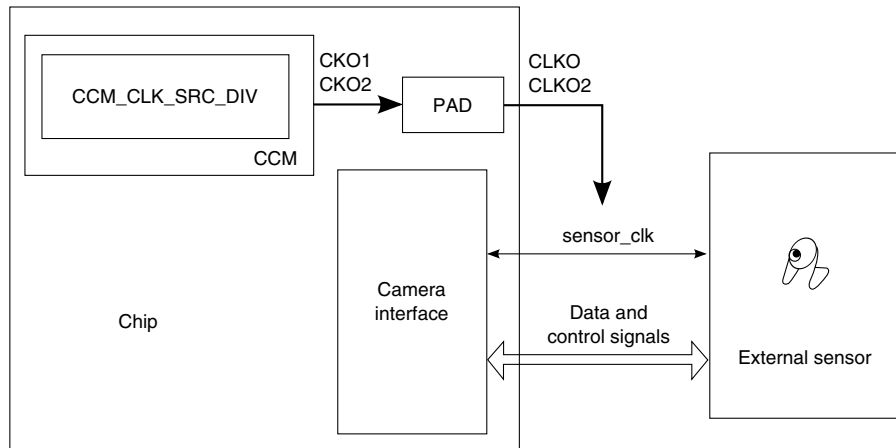 CKO1
CKO2
CLKO
CLKO2
CCM_CLK_SRC_DIV
PAD
CCM
sensor_clk
Camera
interface
Chip
Data and
control signals
External sensor